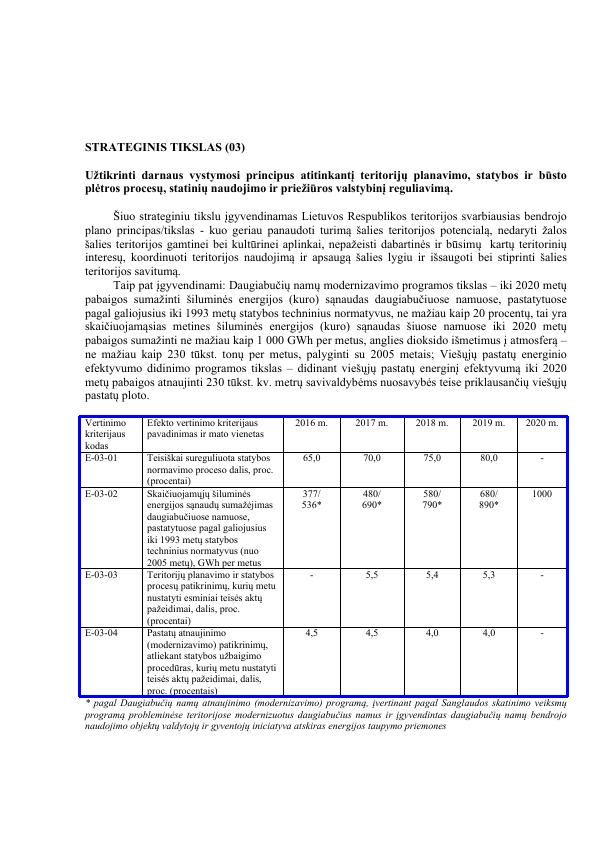 STRATEGINIS TIKSLAS (03)
Užtikrinti darnaus vystymosi principus atitinkantį teritorijų planavimo, statybos ir būsto
plėtros procesų, statinių naudojimo ir priežiūros valstybinį reguliavimą.
Šiuo strateginiu tikslu įgyvendinamas Lietuvos Respublikos teritorijos svarbiausias bendrojo
plano principas/tikslas - kuo geriau panaudoti turimą šalies teritorijos potencialą, nedaryti žalos
šalies teritorijos gamtinei bei kultūrinei aplinkai, nepažeisti dabartinės ir būsimų kartų teritorinių
interesų, koordinuoti teritorijos naudojimą ir apsaugą šalies lygiu ir išsaugoti bei stiprinti šalies
teritorijos savitumą.
Taip pat įgyvendinami: Daugiabučių namų modernizavimo programos tikslas – iki 2020 metų
pabaigos sumažinti šiluminės energijos (kuro) sąnaudas daugiabučiuose namuose, pastatytuose
pagal galiojusius iki 1993 metų statybos techninius normatyvus, ne mažiau kaip 20 procentų, tai yra
skaičiuojamąsias metines šiluminės energijos (kuro) sąnaudas šiuose namuose iki 2020 metų
pabaigos sumažinti ne mažiau kaip 1 000 GWh per metus, anglies dioksido išmetimus į atmosferą –
ne mažiau kaip 230 tūkst. tonų per metus, palyginti su 2005 metais; Viešųjų pastatų energinio
efektyvumo didinimo programos tikslas – didinant viešųjų pastatų energinį efektyvumą iki 2020
metų pabaigos atnaujinti 230 tūkst. kv. metrų savivaldybėms nuosavybės teise priklausančių viešųjų
pastatų ploto.
Vertinimo kriterijaus kodas | Efekto vertinimo kriterijaus pavadinimas ir mato vienetas | 2016 m. | 2017 m. | 2018 m. | 2019 m. | 2020 m.
E-03-01 | Teisiškai sureguliuota statybos normavimo proceso dalis, proc. (procentai) | 65,0 | 70,0 | 75,0 | 80,0 | -
E-03-02 | Skaičiuojamųjų šiluminės energijos sąnaudų sumažėjimas daugiabučiuose namuose, pastatytuose pagal galiojusius iki 1993 metų statybos techninius normatyvus (nuo 2005 metų), GWh per metus | 377/ 536* | 480/ 690* | 580/ 790* | 680/ 890* | 1000
E-03-03 | Teritorijų planavimo ir statybos procesų patikrinimų, kurių metu nustatyti esminiai teisės aktų pažeidimai, dalis, proc. (procentai) | - | 5,5 | 5,4 | 5,3 | -
E-03-04 | Pastatų atnaujinimo (modernizavimo) patikrinimų, atliekant statybos užbaigimo procedūras, kurių metu nustatyti teisės aktų pažeidimai, dalis, proc. (procentais) | 4,5 | 4,5 | 4,0 | 4,0 | -
* pagal Daugiabučių namų atnaujinimo (modernizavimo) programą, įvertinant pagal Sanglaudos skatinimo veiksmų
programą probleminėse teritorijose modernizuotus daugiabučius namus ir įgyvendintas daugiabučių namų bendrojo
naudojimo objektų valdytojų ir gyventojų iniciatyva atskiras energijos taupymo priemones